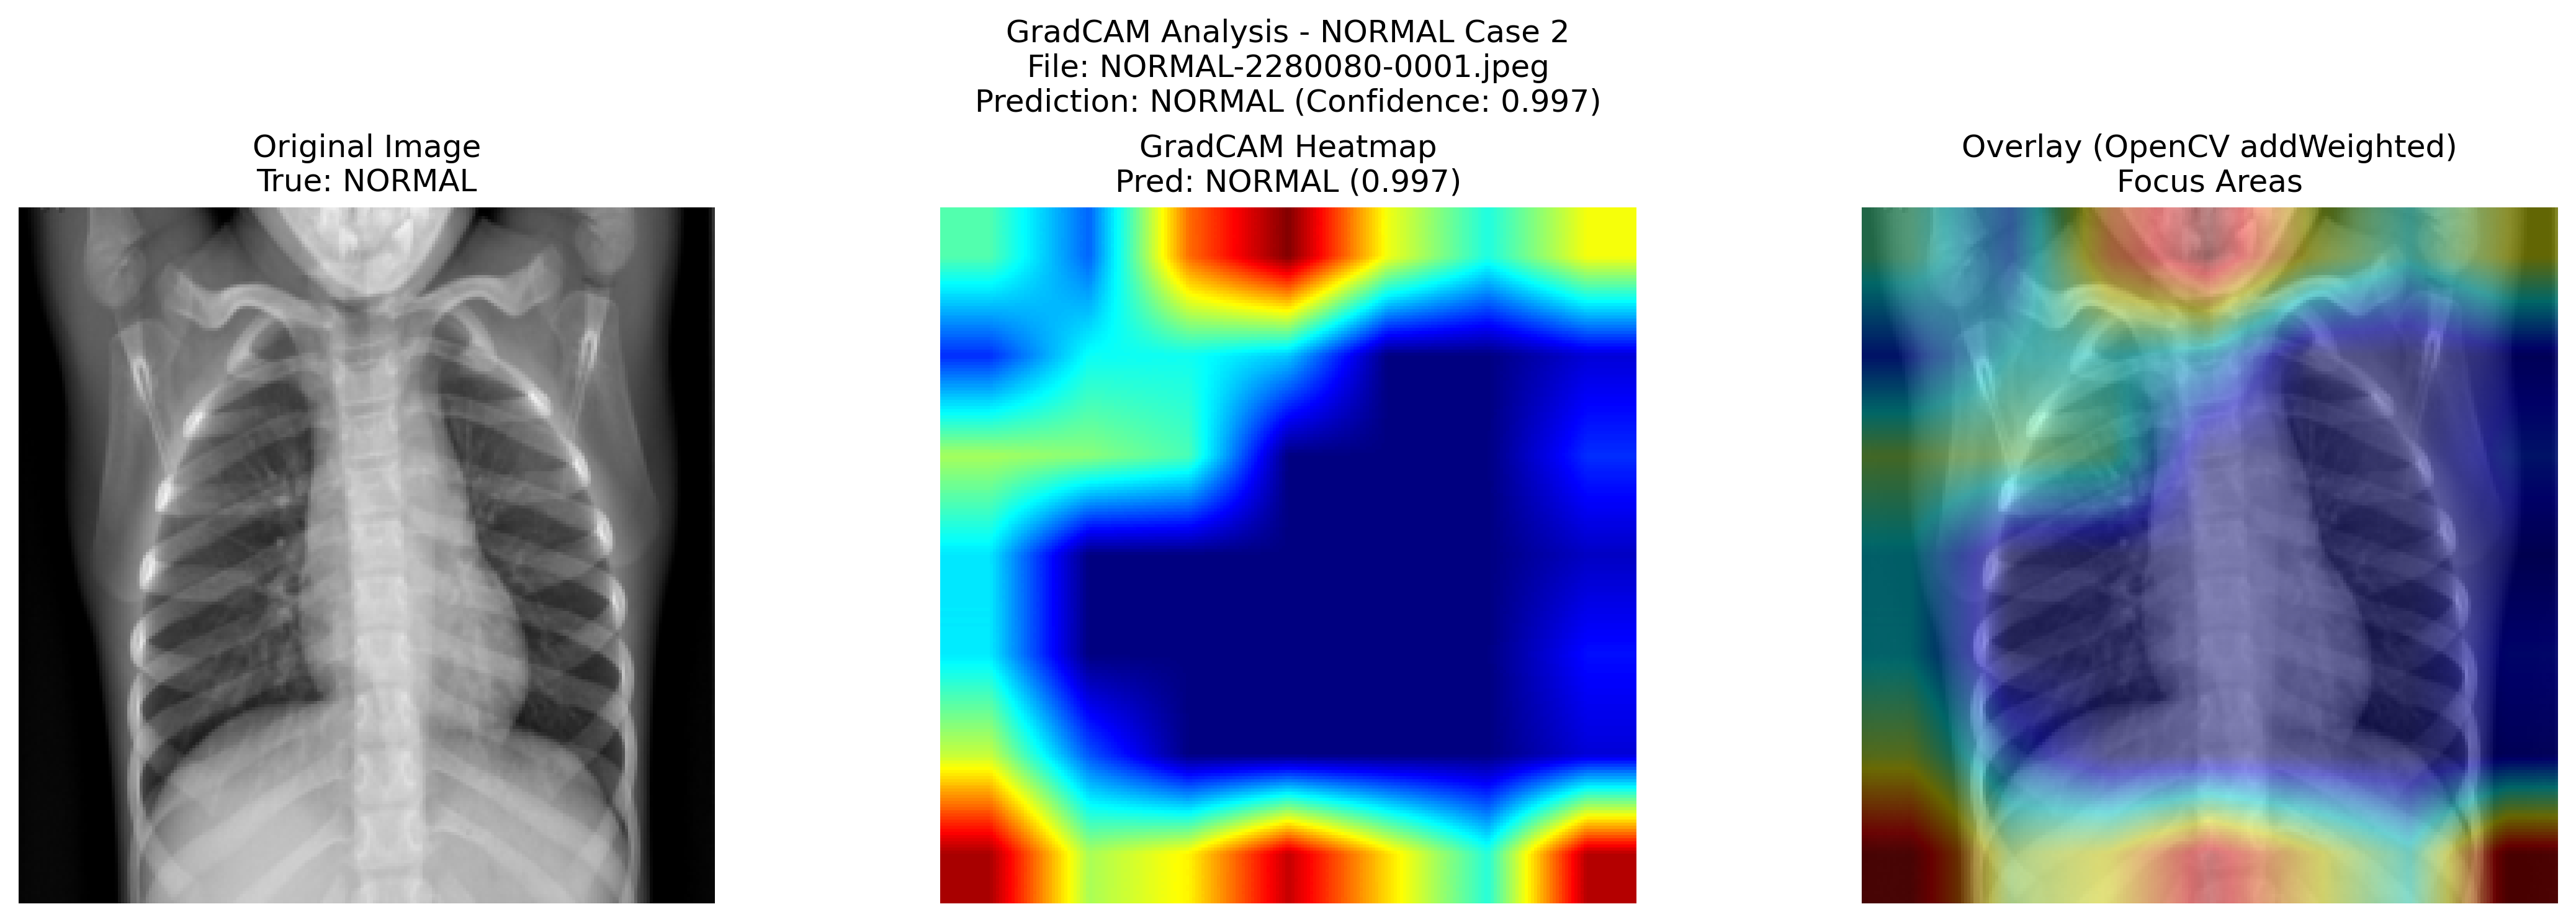 GradCAM Analysis - NORMAL Case 2
File: NORMAL-2280080-0001.jpeg
Prediction: NORMAL (Confidence: 0.997)
Original Image
True: NORMAL
GradCAM Heatmap
Pred: NORMAL (0.997)
Overlay (OpenCV addWeighted)
Focus Areas